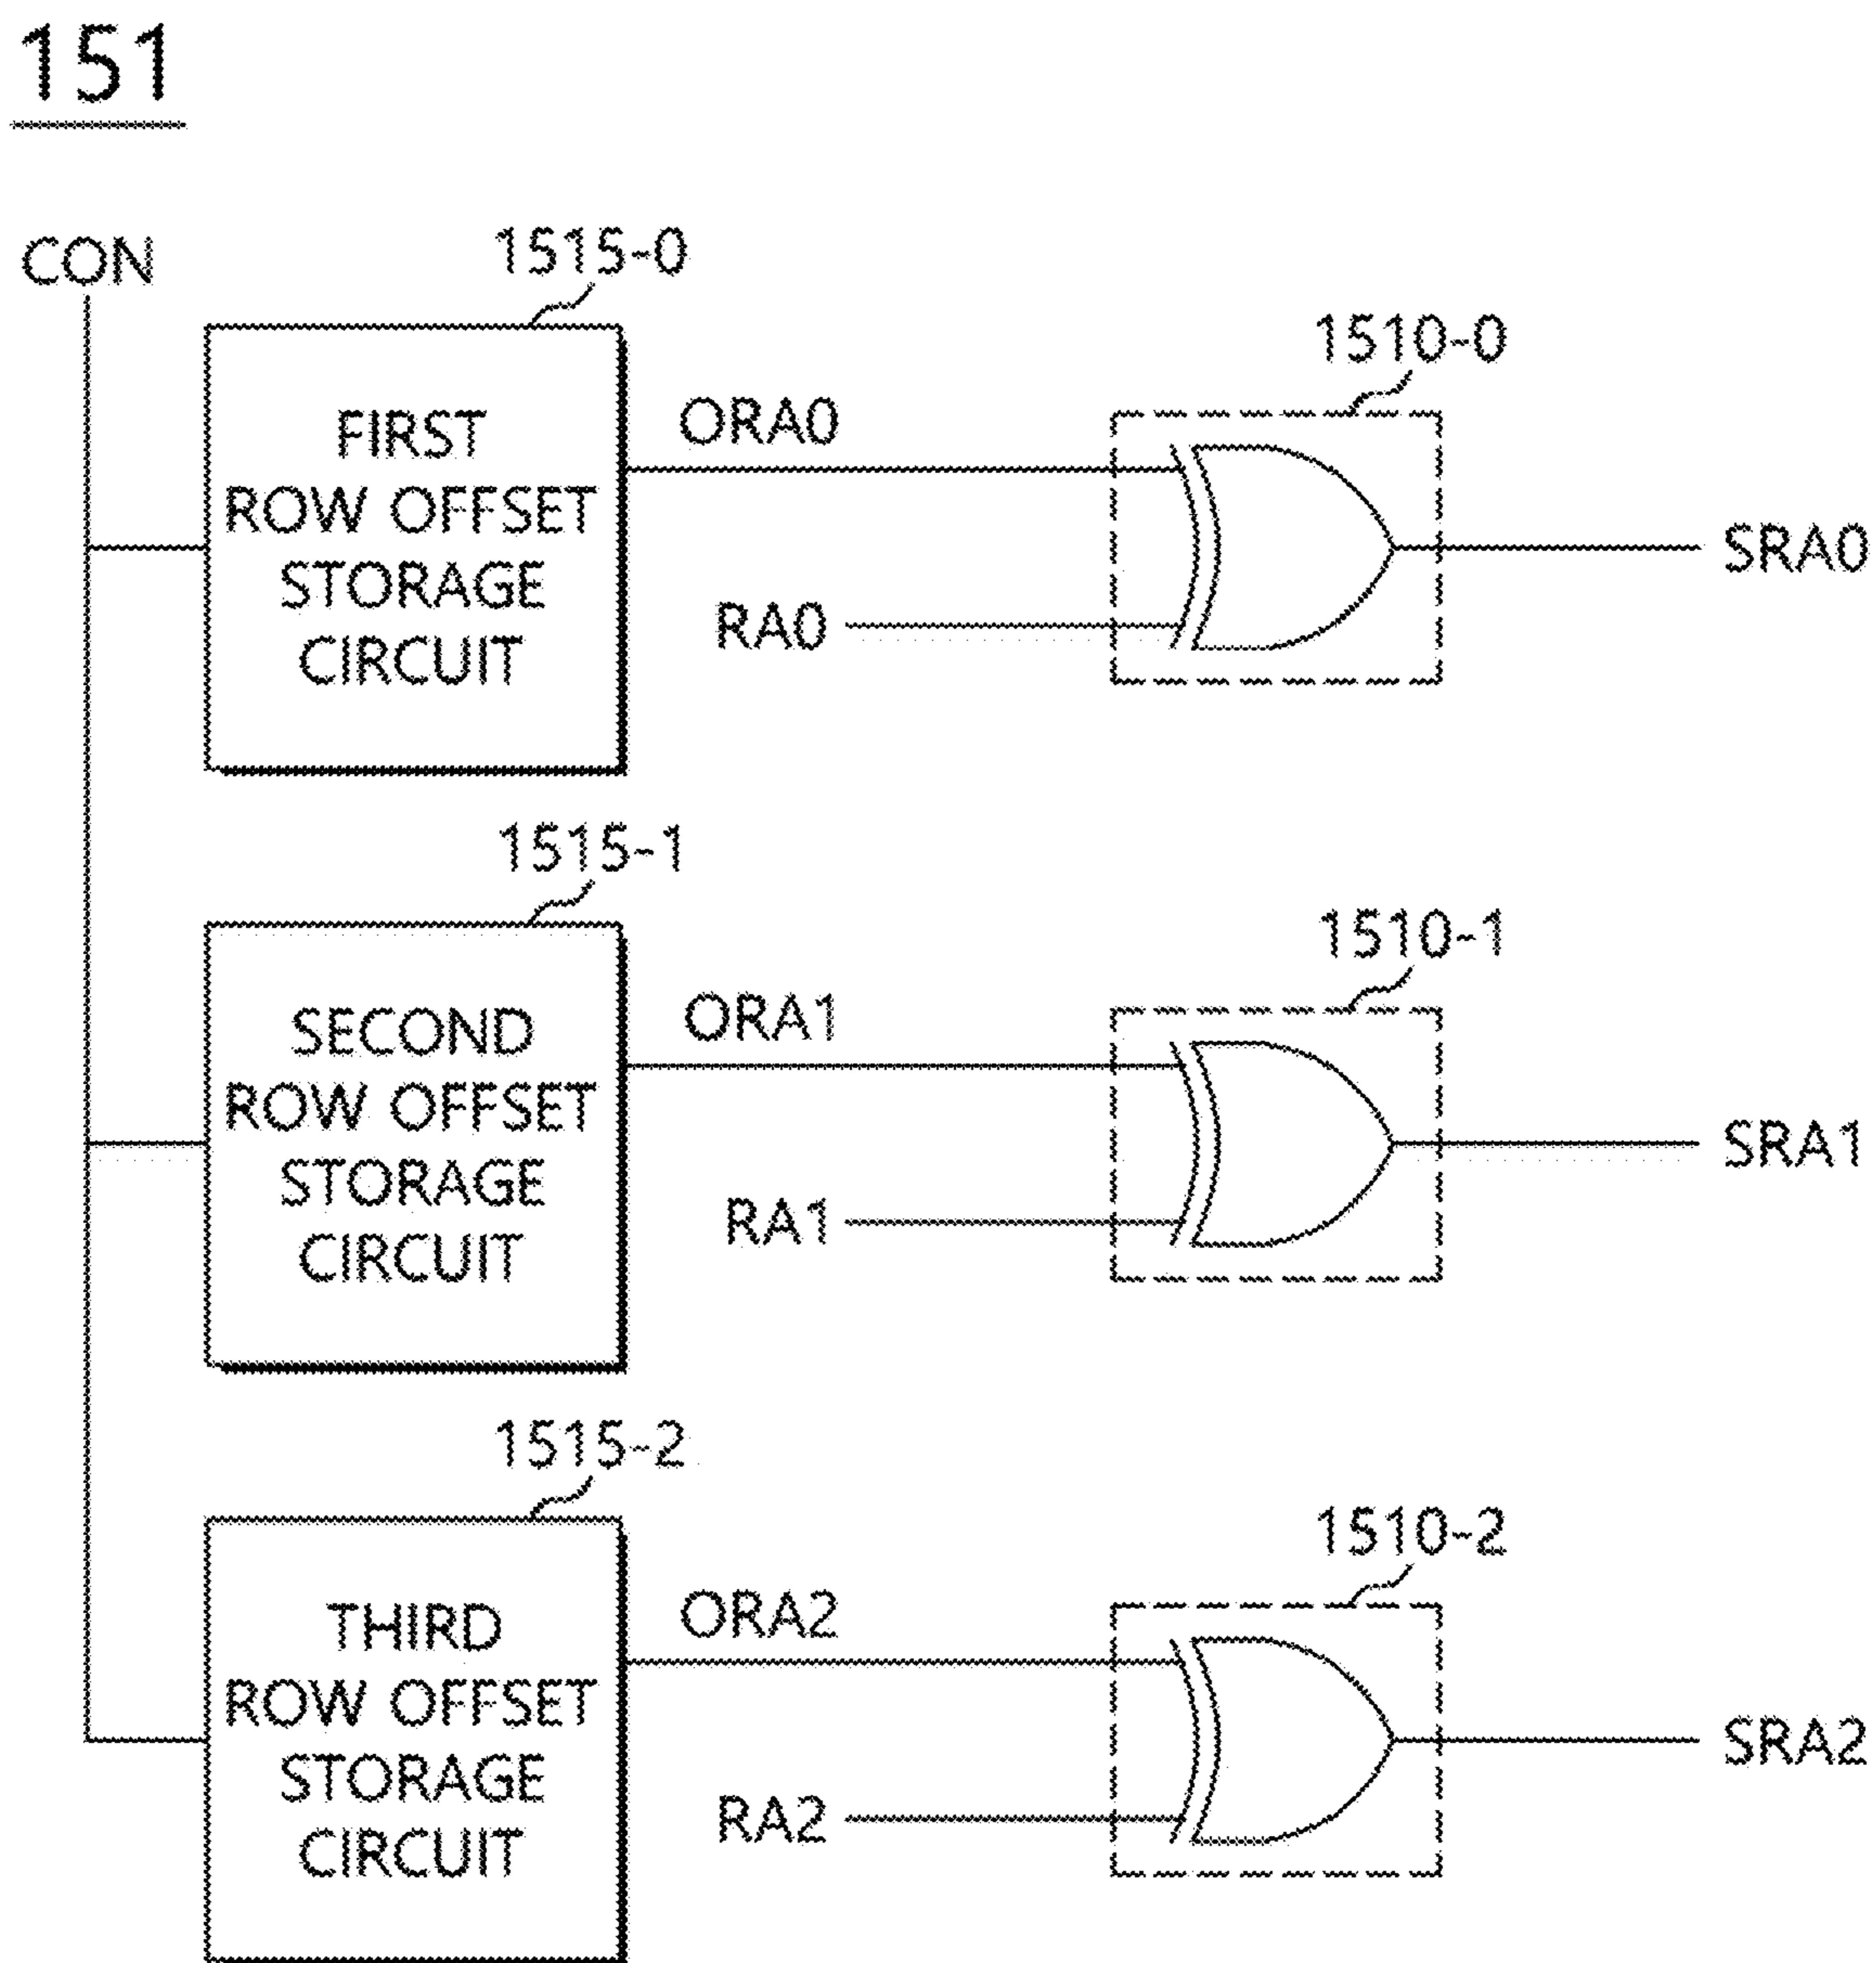 151
CON
1515-0
1510-0
FIRST
ROW OFFSET
STORAGE
CIRCUIT
ORA0
RA0
SRA0
1515-1
1510-1
SECOND
ROW OFFSET
STORAGE
CIRCUIT
ORA1
RA1
SRA1
1515-2
1510-2
THIRD
ROW OFFSET
STORAGE
CIRCUIT
ORA2
RA2
SRA2